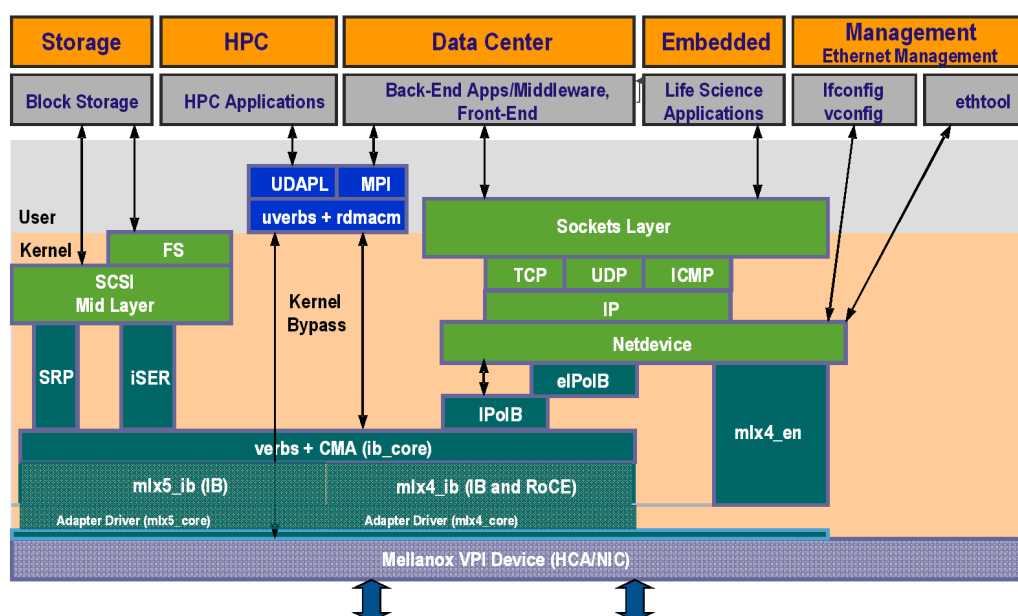 Storage
HPC
Data Center
Embedded
Management
Ethernet Management
Block Storage
HPC Applications
Back-End Apps/Middleware,
Front-End
Life Science
Applications
Ifconfig
vconfig
ethtool
UDAPL
MPI
uverbs + rdmacm
User
Kernel
FS
Sockets Layer
SCSI
Mid Layer
TCP
UDP
ICMP
Kernel
Bypass
IP
Netdevice
SRP
iSER
eIPoIB
IPoIB
mlx4_en
verbs + CMA (ib_core)
mlx5_ib (IB)
mlx4_ib (IB and RoCE)
Adapter Driver (mlx5_core)
Adapter Driver (mlx4_core)
Mellanox VPI Device (HCA/NIC)